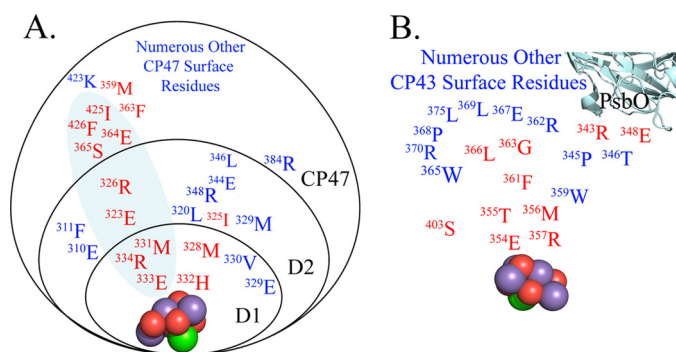 A.
Numerous Other
CP47 Surface
Residues
423K 359M
425I 363F
426F 364E
365S
346L 384R CP47
326R 344E
348R
323E 320L 325I 329M
311F
310E
331M 328M D2
334R 330V
333E 332H 329E
D1
B.
Numerous Other
CP43 Surface Residues
PsbO
375L 369L 367E 362R 343R 348E
368P
370R 366L 363G 345P 346T
365W 361F 359W
403S 355T 356M
354E 357R